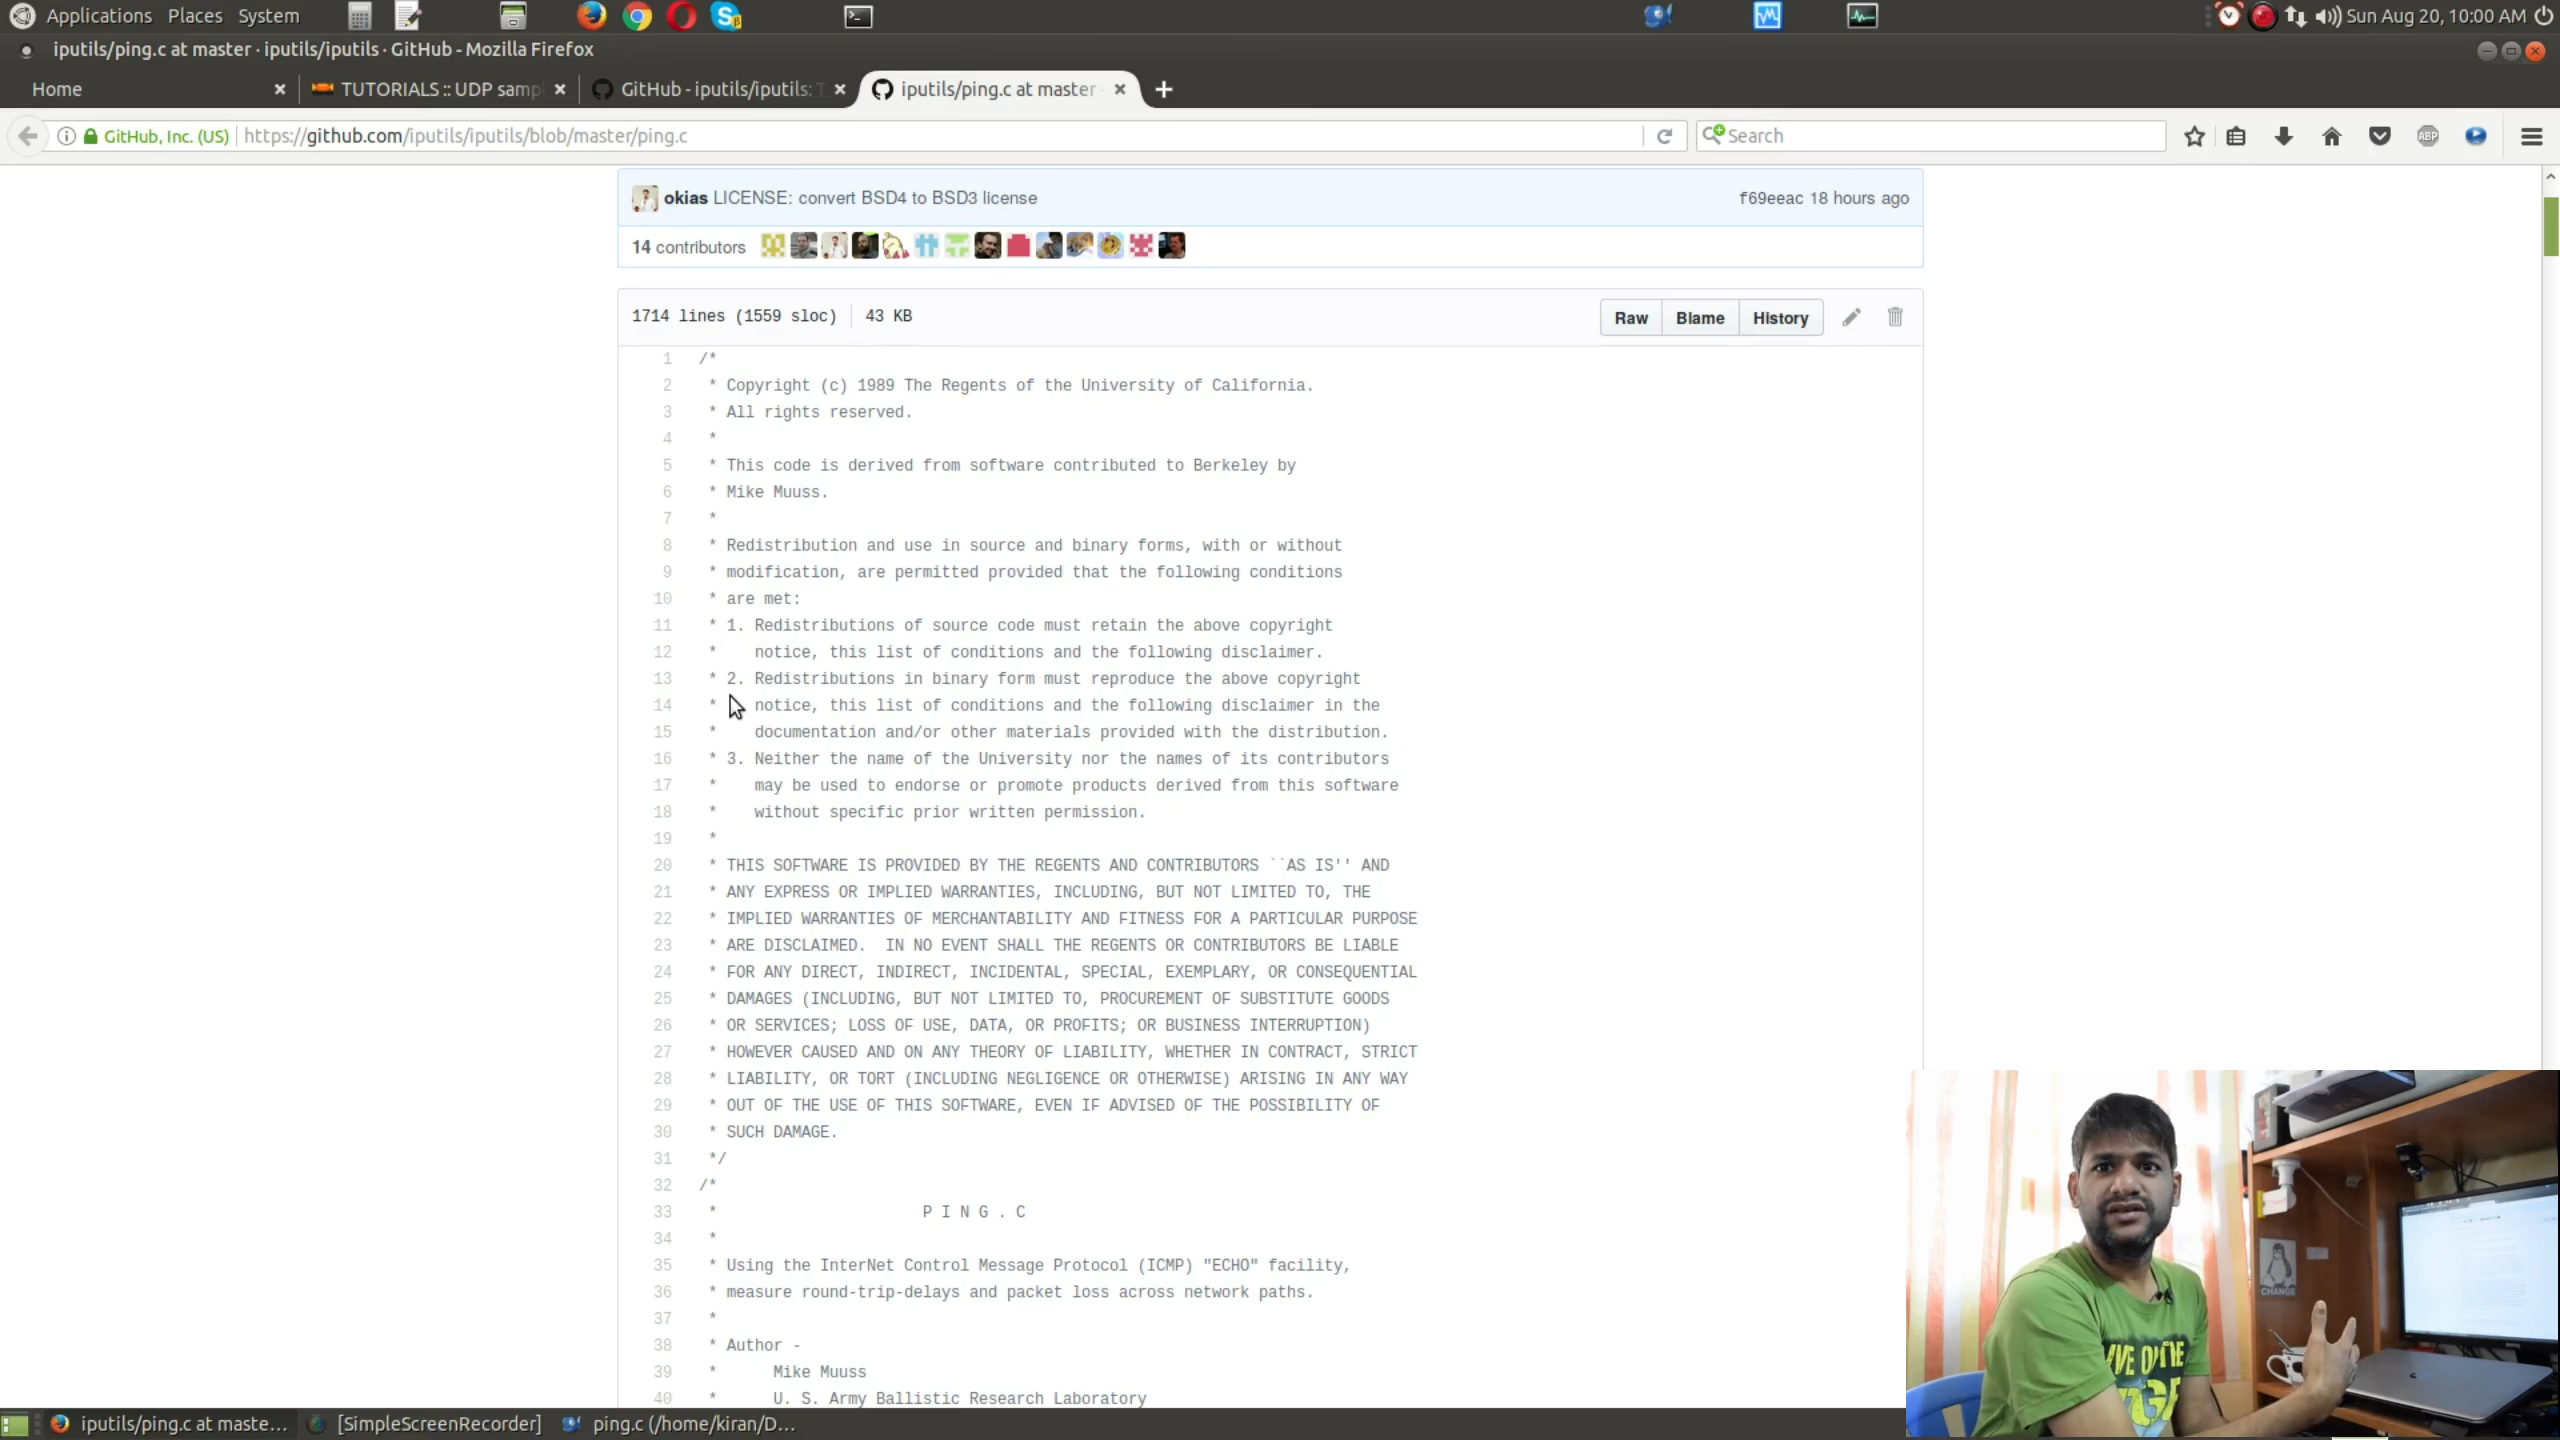 Applications Places System
Sun Aug 20, 10:00 AM
iputils/ping.c at master · iputils/iputils · GitHub - Mozilla Firefox
Home
TUTORIALS :: UDP samp
GitHub - iputils/iputils: T
iputils/ping.c at master
GitHub, Inc. (US)
https://github.com/iputils/iputils/blob/master/ping.c
Search
ABP
okias LICENSE: convert BSD4 to BSD3 license
f69eeac 18 hours ago
14 contributors
1714 lines (1559 sloc) 43 KB
Raw Blame History
1 /*
2 * Copyright (c) 1989 The Regents of the University of California.
3 * All rights reserved.
4 *
5 * This code is derived from software contributed to Berkeley by
6 * Mike Muuss.
7 *
8 * Redistribution and use in source and binary forms, with or without
9 * modification, are permitted provided that the following conditions
10 * are met:
11 * 1. Redistributions of source code must retain the above copyright
12 * notice, this list of conditions and the following disclaimer.
13 * 2. Redistributions in binary form must reproduce the above copyright
14 * notice, this list of conditions and the following disclaimer in the
15 * documentation and/or other materials provided with the distribution.
16 * 3. Neither the name of the University nor the names of its contributors
17 * may be used to endorse or promote products derived from this software
18 * without specific prior written permission.
19 *
20 * THIS SOFTWARE IS PROVIDED BY THE REGENTS AND CONTRIBUTORS ``AS IS'' AND
21 * ANY EXPRESS OR IMPLIED WARRANTIES, INCLUDING, BUT NOT LIMITED TO, THE
22 * IMPLIED WARRANTIES OF MERCHANTABILITY AND FITNESS FOR A PARTICULAR PURPOSE
23 * ARE DISCLAIMED.  IN NO EVENT SHALL THE REGENTS OR CONTRIBUTORS BE LIABLE
24 * FOR ANY DIRECT, INDIRECT, INCIDENTAL, SPECIAL, EXEMPLARY, OR CONSEQUENTIAL
25 * DAMAGES (INCLUDING, BUT NOT LIMITED TO, PROCUREMENT OF SUBSTITUTE GOODS
26 * OR SERVICES; LOSS OF USE, DATA, OR PROFITS; OR BUSINESS INTERRUPTION)
27 * HOWEVER CAUSED AND ON ANY THEORY OF LIABILITY, WHETHER IN CONTRACT, STRICT
28 * LIABILITY, OR TORT (INCLUDING NEGLIGENCE OR OTHERWISE) ARISING IN ANY WAY
29 * OUT OF THE USE OF THIS SOFTWARE, EVEN IF ADVISED OF THE POSSIBILITY OF
30 * SUCH DAMAGE.
31 */
32 /*
33 * P I N G . C
34 *
35 * Using the InterNet Control Message Protocol (ICMP) "ECHO" facility,
36 * measure round-trip-delays and packet loss across network paths.
37 *
38 * Author -
39 * Mike Muuss
40 * U. S. Army Ballistic Research Laboratory
CHANGE
iputils/ping.c at maste...
[SimpleScreenRecorder]
ping.c (/home/kiran/D...